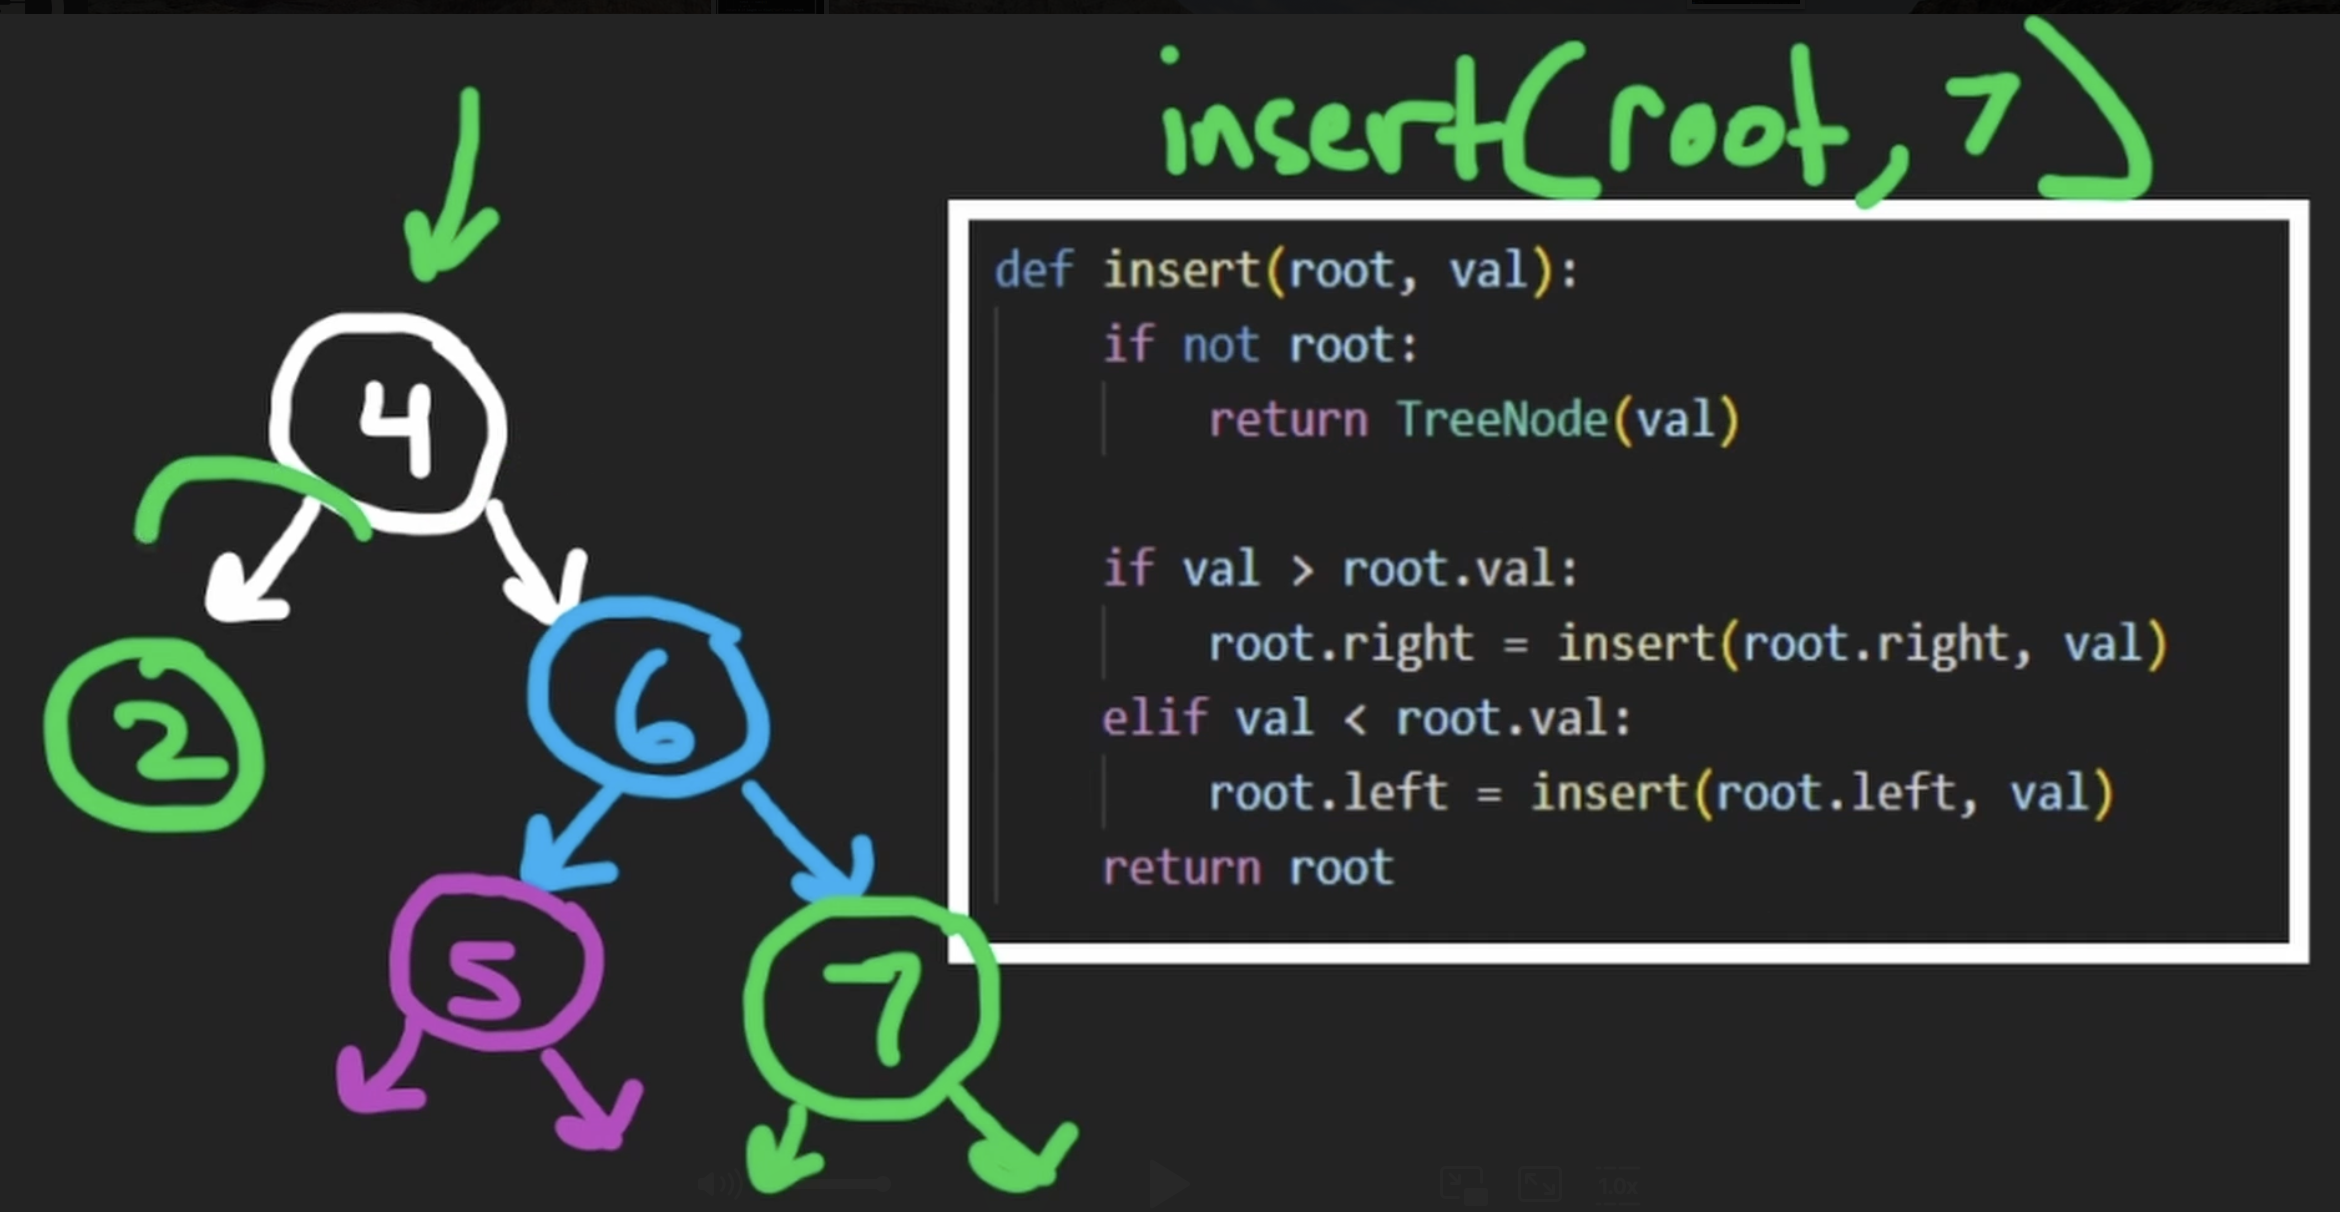 insert(root, 7)
def insert(root, val):
if not root:
return TreeNode(val)
if val > root.val:
root.right = insert(root.right, val)
elif val < root.val:
root.left = insert(root.left, val)
return root
4
2
6
5
7
1.0x